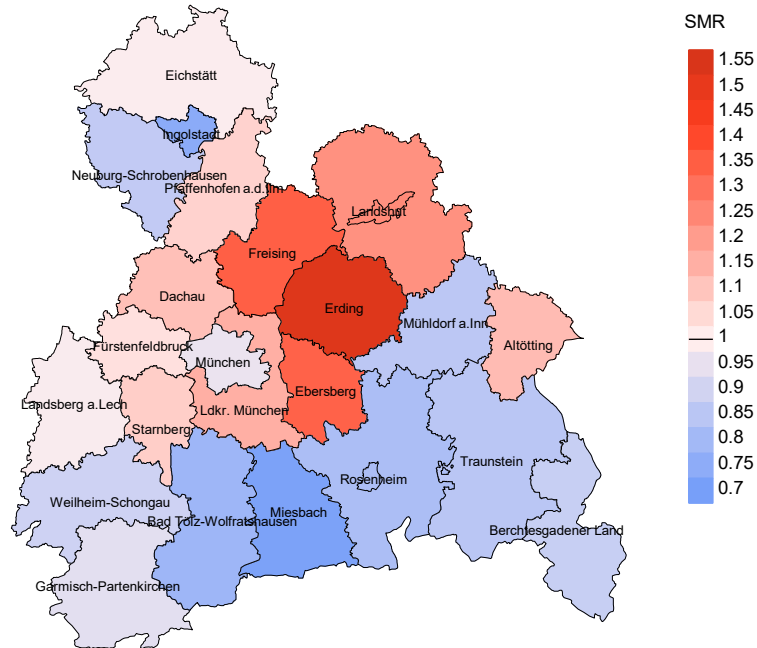 SMR
1.55
1.5
1.45
1.4
1.35
1.3
1.25
1.2
1.15
1.1
1.05
1
0.95
0.9
0.85
0.8
0.75
0.7
Eichstätt
Ingolstadt
Neuburg-Schrobenhausen
Pfaffenhofen a.d.Ilm
Landshut
Freising
Dachau
Erding
Mühldorf a.Inn
Altötting
Fürstenfeldbruck
München
Ebersberg
Landsberg a.Lech
Ldkr. München
Starnberg
Traunstein
Rosenheim
Weilheim-Schongau
Miesbach
Bad Tölz-Wolfratshausen
Berchtesgadener Land
Garmisch-Partenkirchen